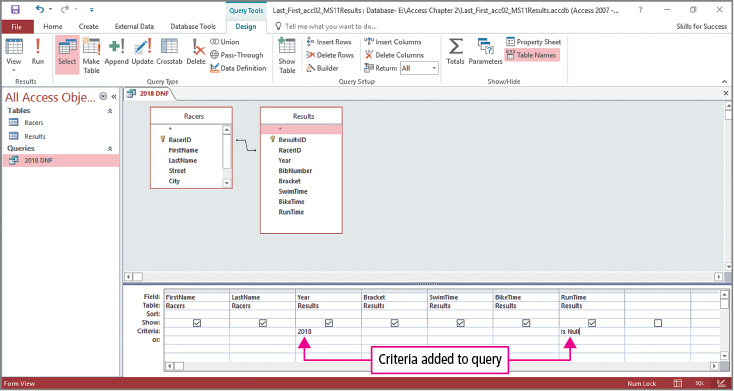 Query Tools
Last_First_acc02_MS11Results : Database- E:\Access Chapter 2\Last_First_acc02_MS11Results.accdb (Access 2007 -...
File Home Create External Data Database Tools Design Tell me what you want to do... Skills for Success
View Run Select Make Table Append Update Crosstab Delete
Union
Pass-Through
Data Definition
Show Table
Insert Rows
Delete Rows
Builder
Insert Columns
Delete Columns
Return: All
Totals Parameters
Property Sheet
Table Names
Results Query Type Query Setup Show/Hide
All Access Obje...
Tables
Racers
Results
Queries
2018 DNF
2018 DNF
Racers
*
RacerID
FirstName
LastName
Street
City
Results
*
ResultsID
RacerID
Year
BibNumber
Bracket
SwimTime
BikeTime
RunTime
Field: FirstName LastName Year Bracket SwimTime BikeTime RunTime
Table: Racers Racers Results Results Results Results Results
Sort:
Show:
Criteria: 2018 Is Null
or:
Criteria added to query
Form View Num Lock SQL